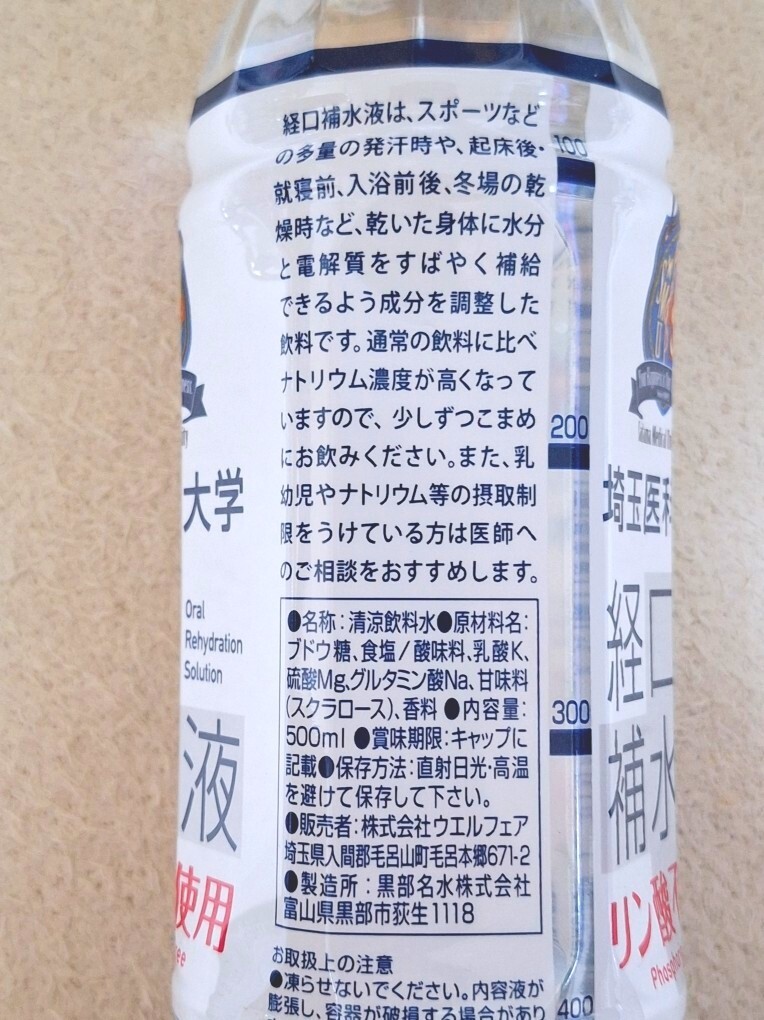 経口補水液は、スポーツなど
の多量の発汗時や、起床後・
就寝前、入浴前後、冬場の乾
燥時など、乾いた身体に水分
と電解質をすばやく補給
できるよう成分を調整した
飲料です。通常の飲料に比べ
ナトリウム濃度が高くなって
いますので、少しずつこまめ
にお飲みください。また、乳
幼児やナトリウム等の摂取制
限をうけている方は医師へ
のご相談をおすすめします。
●名称：清涼飲料水●原材料名：
ブドウ糖、食塩/酸味料、乳酸K、
硫酸Mg、グルタミン酸Na、甘味料
(スクラロース)、香料 ●内容量：
500ml ●賞味期限：キャップに
記載●保存方法：直射日光・高温
を避けて保存して下さい。
●販売者：株式会社ウエルフェア
埼玉県入間郡毛呂山町毛呂本郷671-2
●製造所：黒部名水株式会社
富山県黒部市荻生1118
お取扱上の注意
●凍らせないでください。内容液が
膨張し、容器が破損する場合があり
100
200
300
400
大学
Oral
Rehydration
Solution
液
使用
埼玉医科
経口
補水
リン酸不